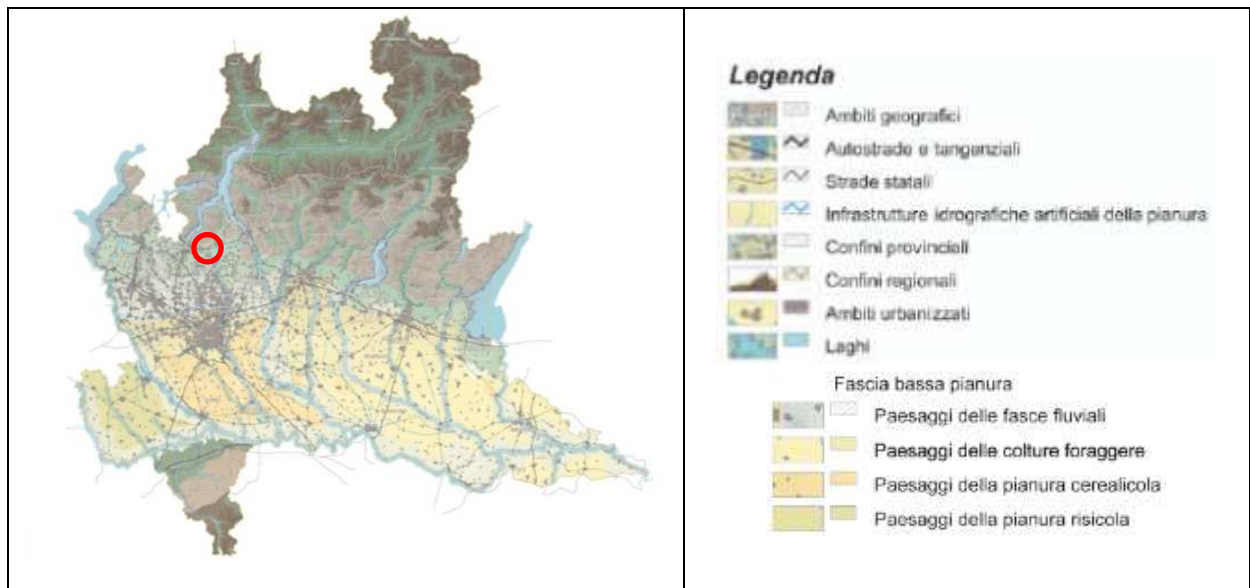 Legenda
Ambiti geografici
Autostrade e tangenziali
Strade statali
Infrastrutture idrografiche artificiali della pianura
Confini provinciali
Confini regionali
Ambiti urbanizzati
Laghi
Fascia bassa pianura
Paesaggi delle fasce fluviali
Paesaggi delle colture foraggere
Paesaggi della pianura cerealicola
Paesaggi della pianura risicola